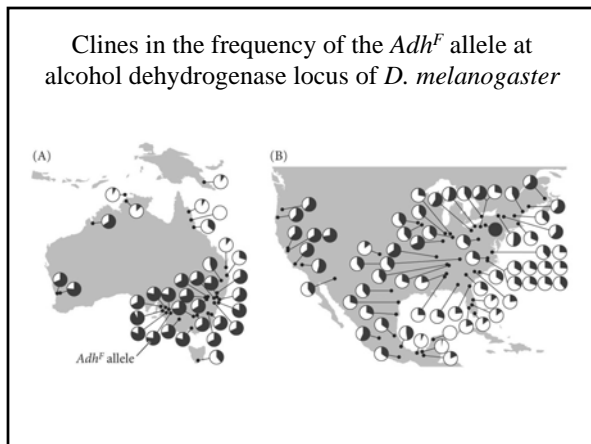 Clines in the frequency of the Adhᶠ allele at
alcohol dehydrogenase locus of D. melanogaster
(A)
(B)
Adhᶠ allele